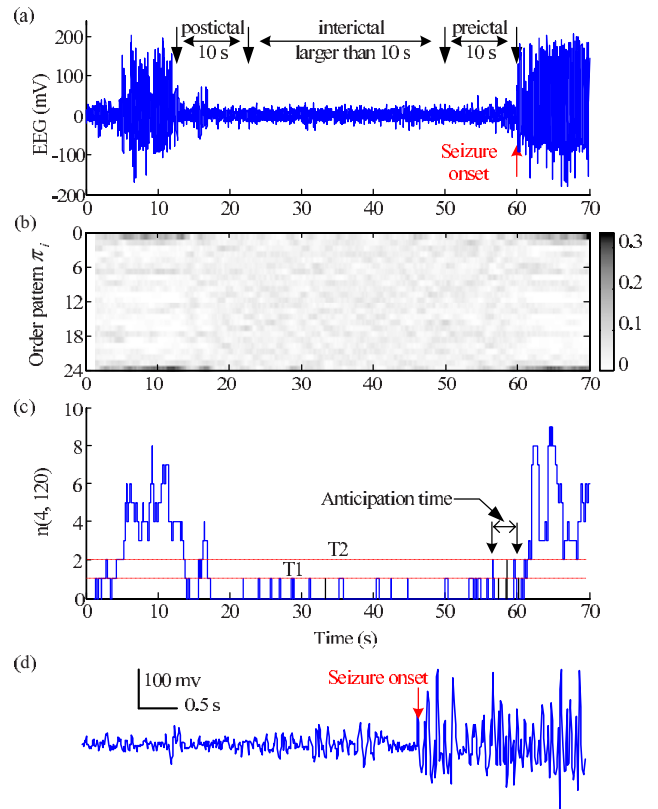 (a)
postictal
interictal
preictal
10 s
larger than 10 s
10 s
200
100
0
-100
-200
EEG (mV)
Seizure
onset
0 10 20 30 40 50 60 70
(b)
0
6
12
18
24
Order pattern πi
0.3
0.2
0.1
0
0 10 20 30 40 50 60 70
(c)
10
8
6
4
2
0
n(4, 120)
Anticipation time
T2
T1
0 10 20 30 40 50 60 70
Time (s)
(d)
100 mv
0.5 s
Seizure onset